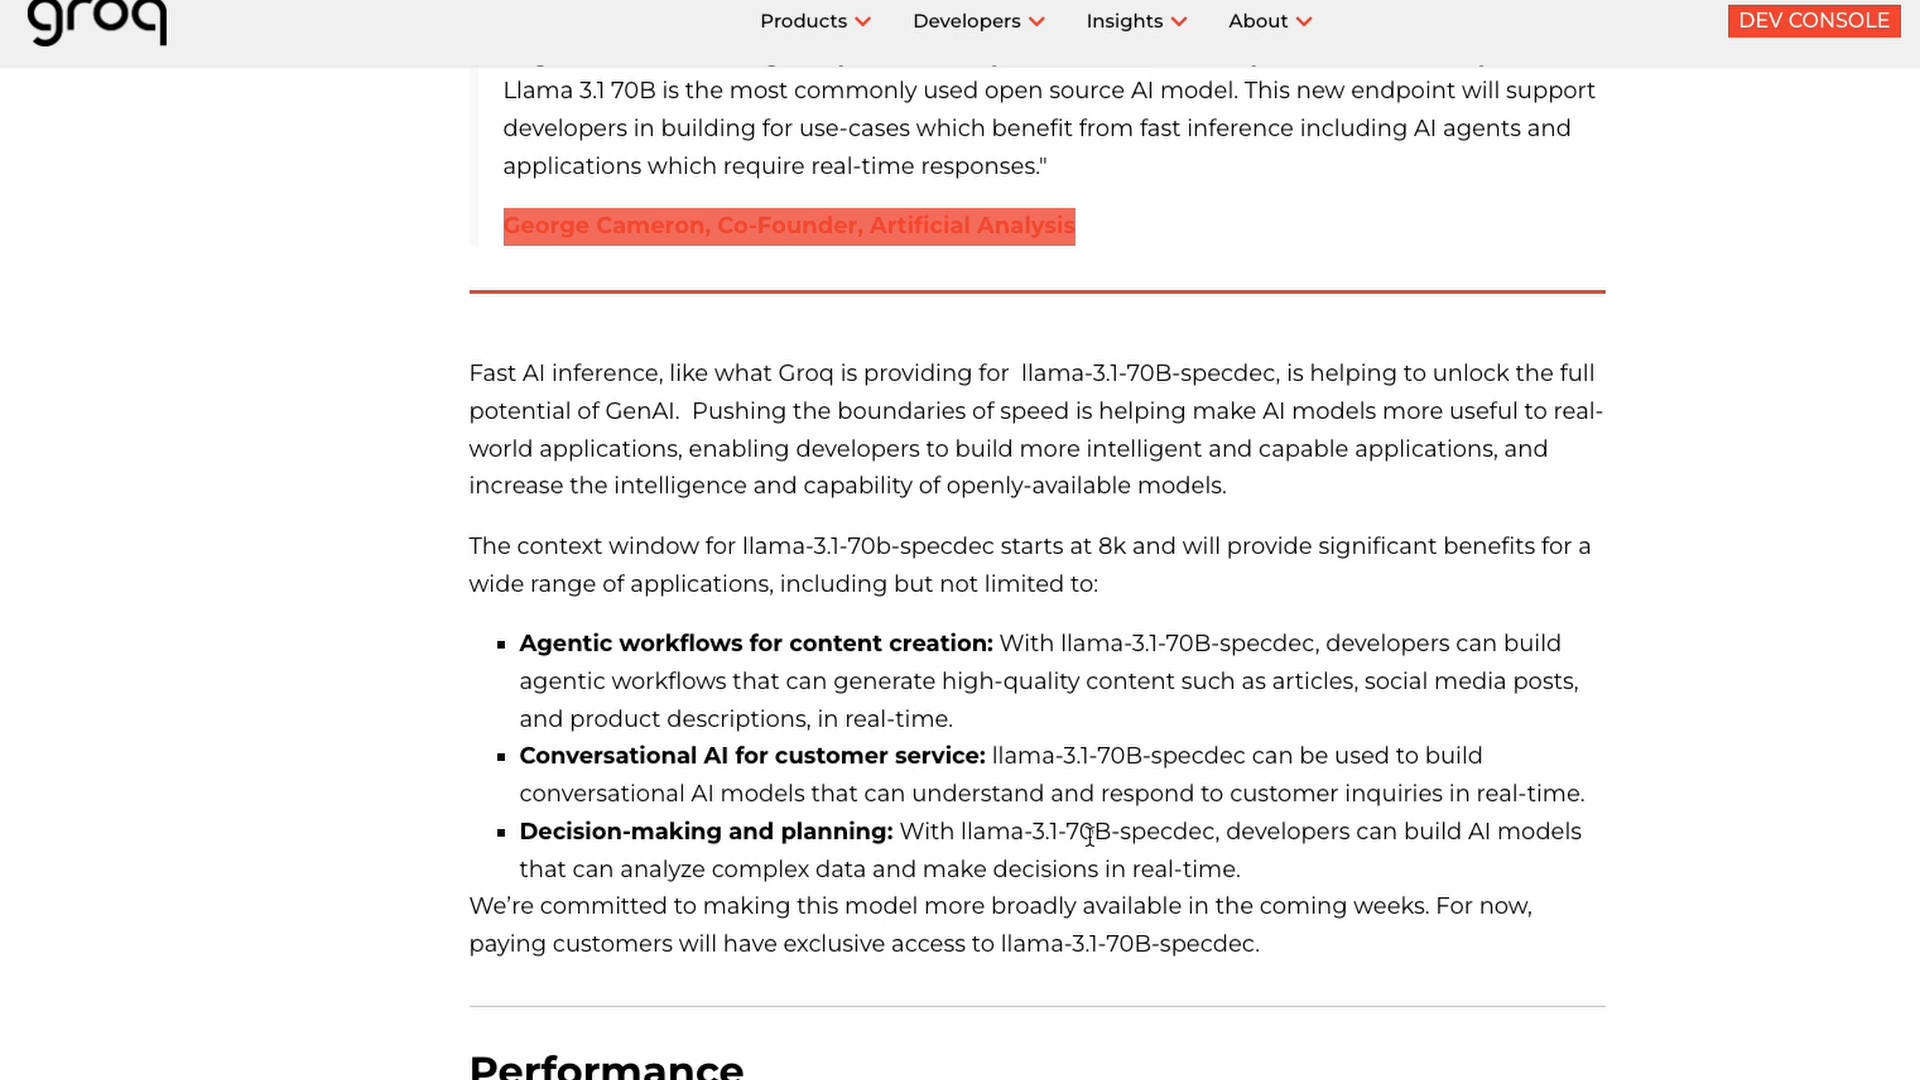 groq
Products
Developers
Insights
About
DEV CONSOLE
Llama 3.1 70B is the most commonly used open source AI model. This new endpoint will support
developers in building for use-cases which benefit from fast inference including AI agents and
applications which require real-time responses."
George Cameron, Co-Founder, Artificial Analysis
Fast AI inference, like what Groq is providing for  llama-3.1-70B-specdec, is helping to unlock the full
potential of GenAI.  Pushing the boundaries of speed is helping make AI models more useful to real-
world applications, enabling developers to build more intelligent and capable applications, and
increase the intelligence and capability of openly-available models.
The context window for llama-3.1-70b-specdec starts at 8k and will provide significant benefits for a
wide range of applications, including but not limited to:
▪ Agentic workflows for content creation: With llama-3.1-70B-specdec, developers can build
agentic workflows that can generate high-quality content such as articles, social media posts,
and product descriptions, in real-time.
▪ Conversational AI for customer service: llama-3.1-70B-specdec can be used to build
conversational AI models that can understand and respond to customer inquiries in real-time.
▪ Decision-making and planning: With llama-3.1-70B-specdec, developers can build AI models
that can analyze complex data and make decisions in real-time.
We’re committed to making this model more broadly available in the coming weeks. For now,
paying customers will have exclusive access to llama-3.1-70B-specdec.
Performance